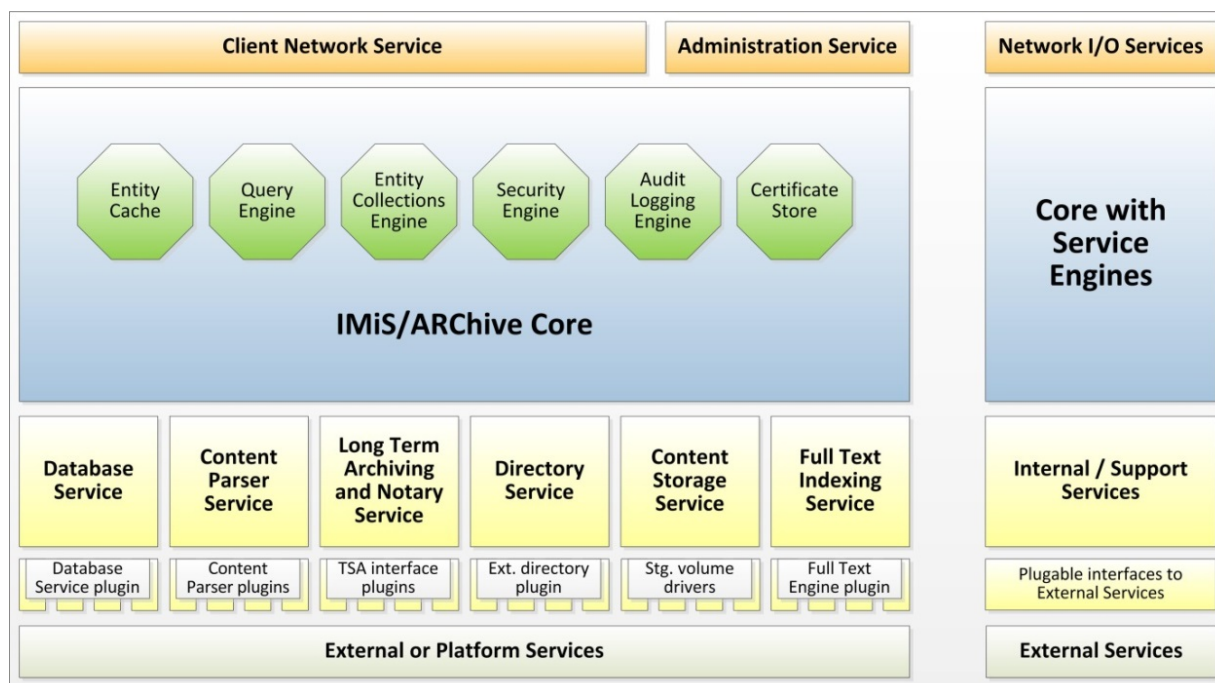 Client Network Service
Administration Service
Network I/O Services
Entity
Cache
Query
Engine
Entity
Collections
Engine
Security
Engine
Audit
Logging
Engine
Certificate
Store
IMiS/ARChive Core
Core with
Service
Engines
Database
Service
Content
Parser
Service
Long Term
Archiving
and Notary
Service
Directory
Service
Content
Storage
Service
Full Text
Indexing
Service
Internal / Support
Services
Database
Service plugin
Content
Parser plugins
TSA interface
plugins
Ext. directory
plugin
Stg. volume
drivers
Full Text
Engine plugin
Plugable interfaces to
External Services
External or Platform Services
External Services